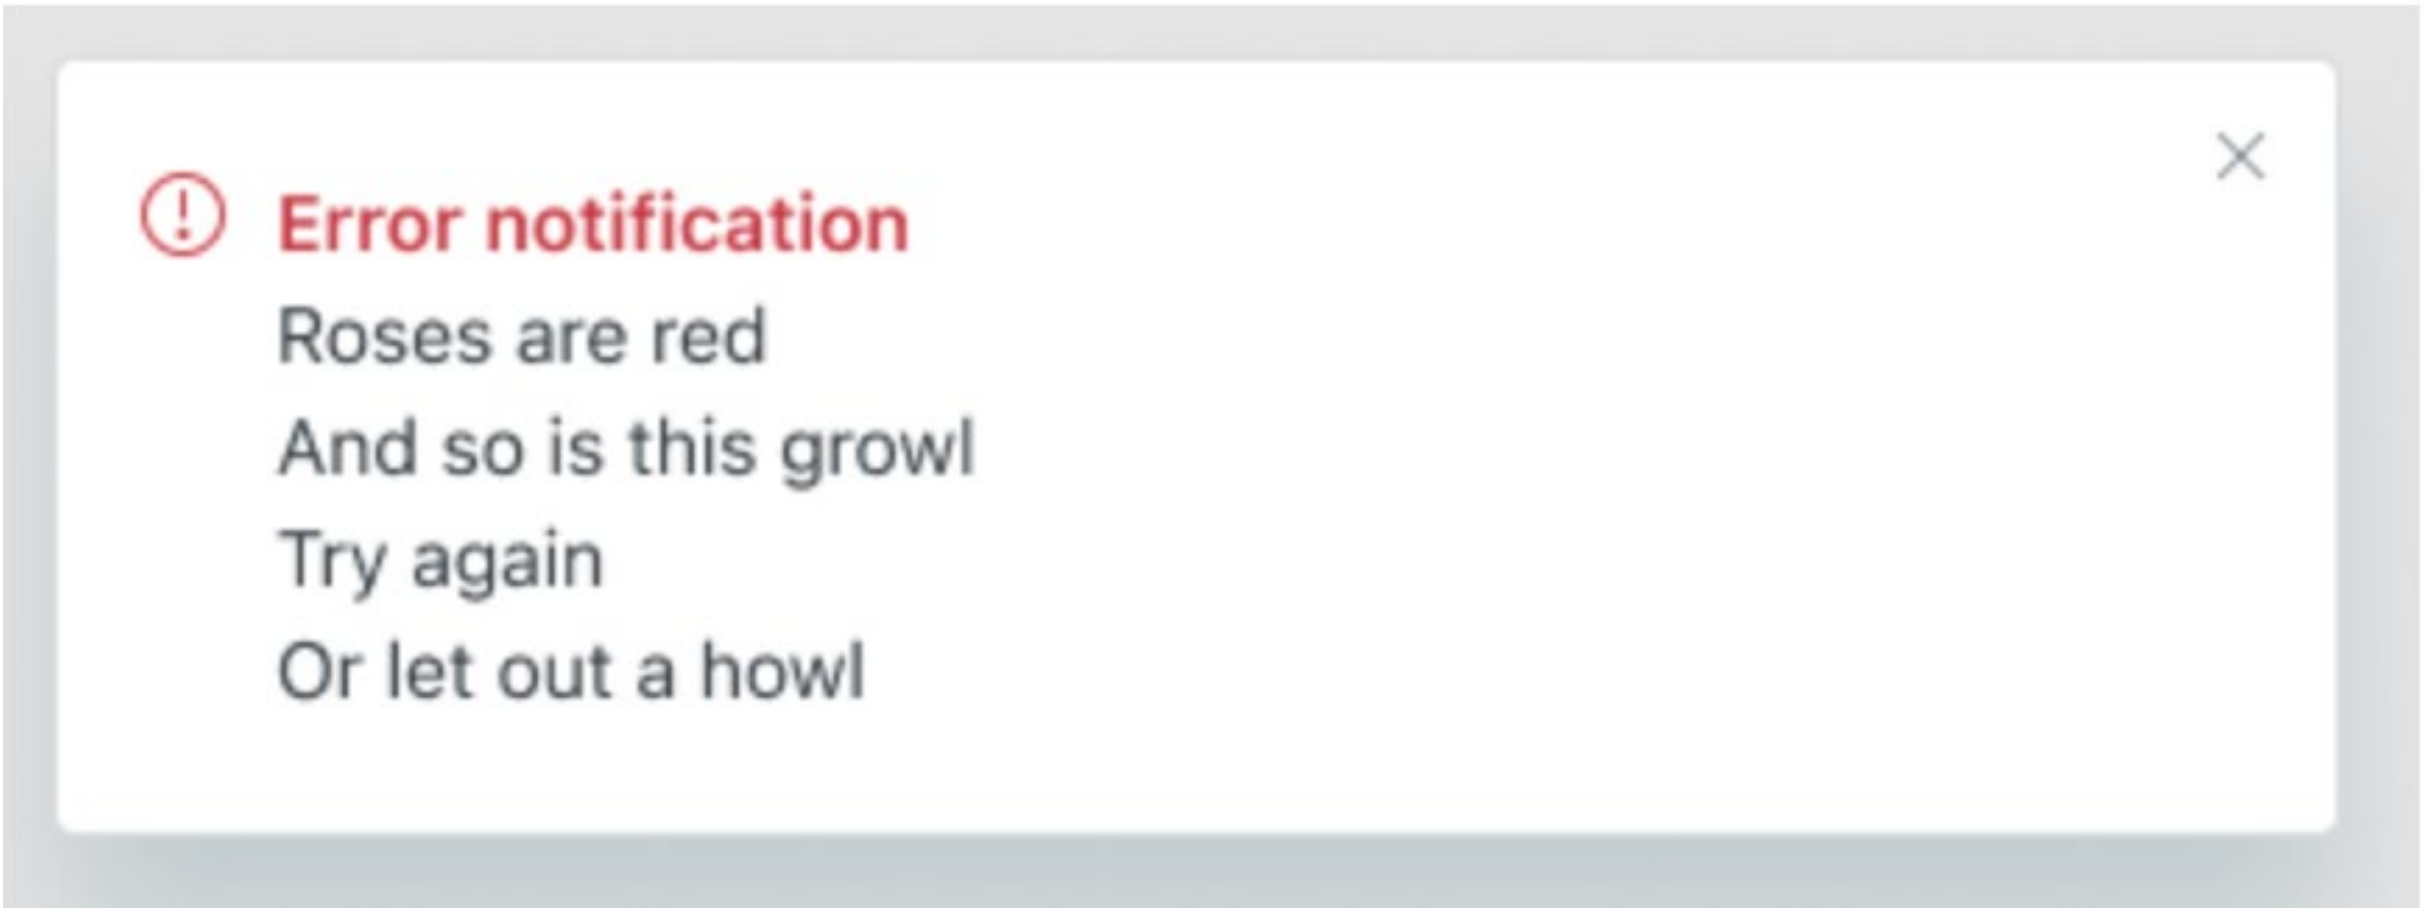 Error notification
Roses are red
And so is this growl
Try again
Or let out a howl